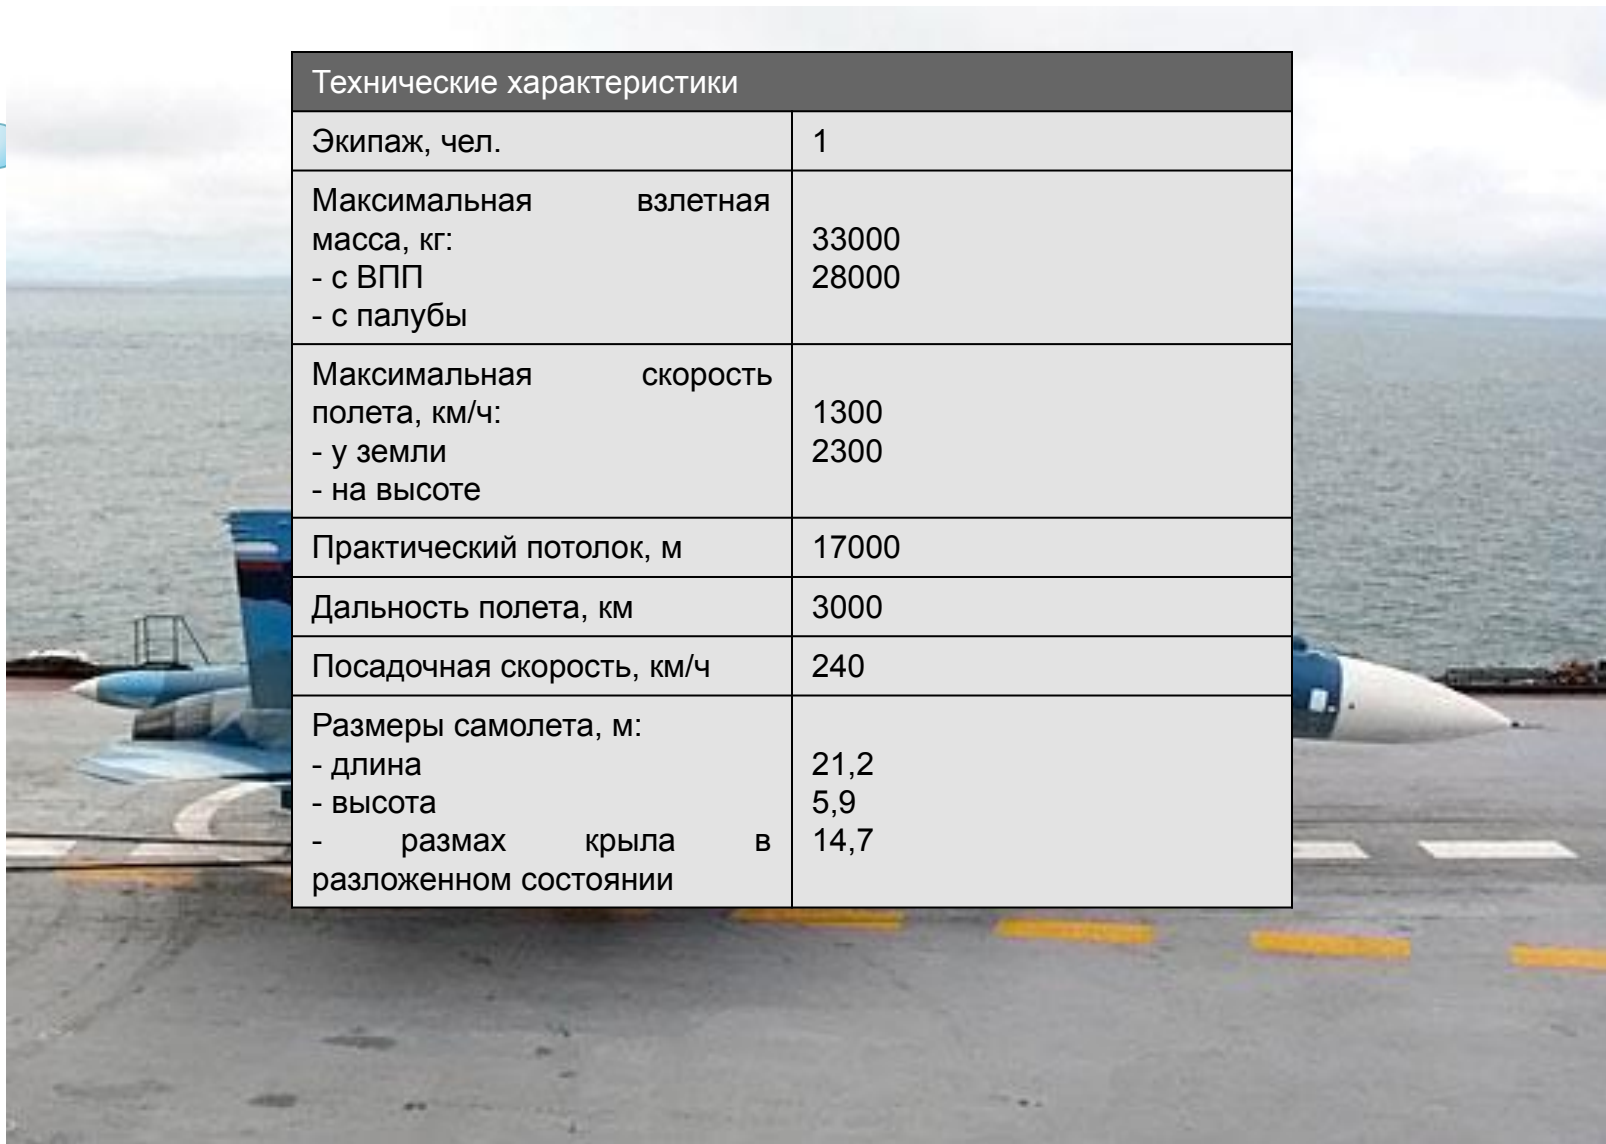 Технические характеристики
Экипаж, чел.
1
Максимальная взлетная
масса, кг:
- с ВПП
- с палубы
33000
28000
Максимальная скорость
полета, км/ч:
- у земли
- на высоте
1300
2300
Практический потолок, м
17000
Дальность полета, км
3000
Посадочная скорость, км/ч
240
Размеры самолета, м:
- длина
- высота
- размах крыла в
разложенном состоянии
21,2
5,9
14,7